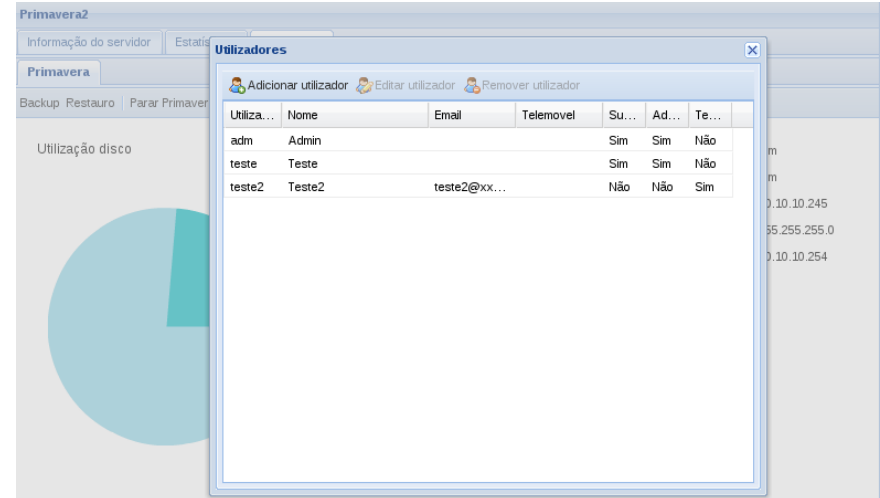 Primavera2
Informação do servidor Estatis
Utilizadores
Primavera
Adicionar utilizador Editar utilizador Remover utilizador
Backup Restauro Parar Primaver
Utiliza... Nome Email Telemovel Su... Ad... Te...
adm Admin Sim Sim Não
Utilização disco
teste Teste Sim Sim Não
teste2 Teste2 teste2@xx... Não Não Sim
.10.10.245
55.255.255.0
.10.10.254